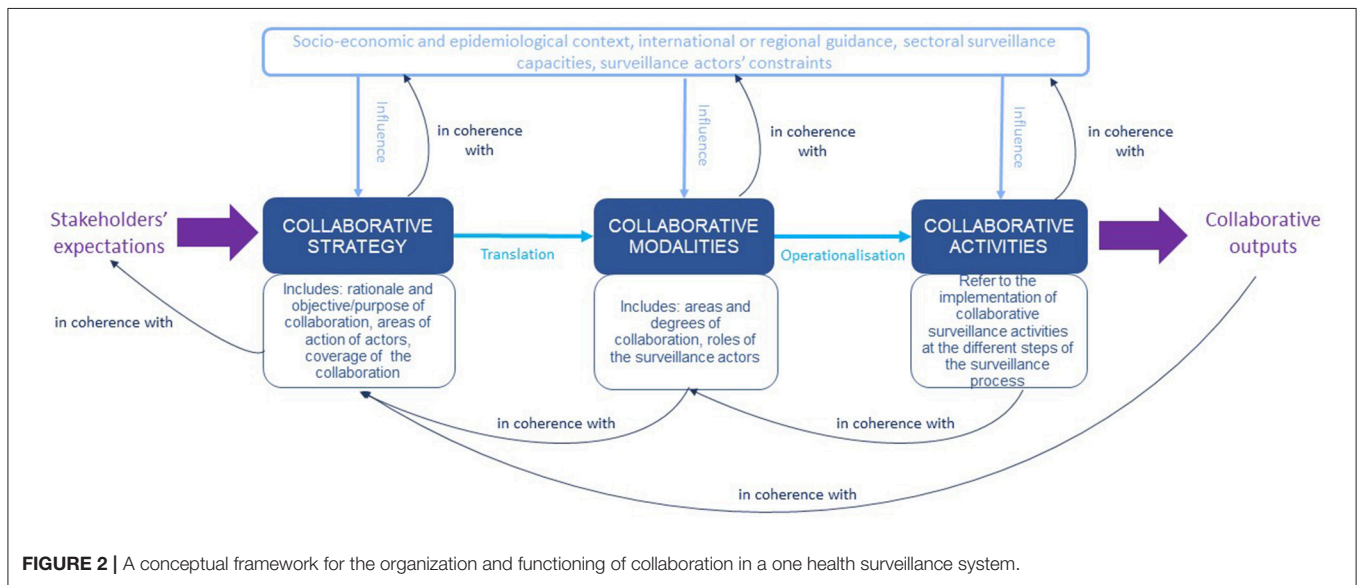 Socio-economic and epidemiological context, international or regional guidance, sectoral surveillance
capacities, surveillance actors' constraints
Influence
in coherence
with
Influence
in coherence
with
Influence
in coherence
with
Stakeholders'
expectations
COLLABORATIVE
STRATEGY
Translation
COLLABORATIVE
MODALITIES
Operationalisation
COLLABORATIVE
ACTIVITIES
Collaborative
outputs
in coherence with
Includes: rationale and
objective/purpose of
collaboration, areas of
action of actors,
coverage of the
collaboration
Includes: areas and
degrees of
collaboration, roles of
the surveillance actors
Refer to the
implementation of
collaborative
surveillance activities
at the different steps of
the surveillance
process
in coherence with
in coherence with
in coherence with
FIGURE 2 | A conceptual framework for the organization and functioning of collaboration in a one health surveillance system.